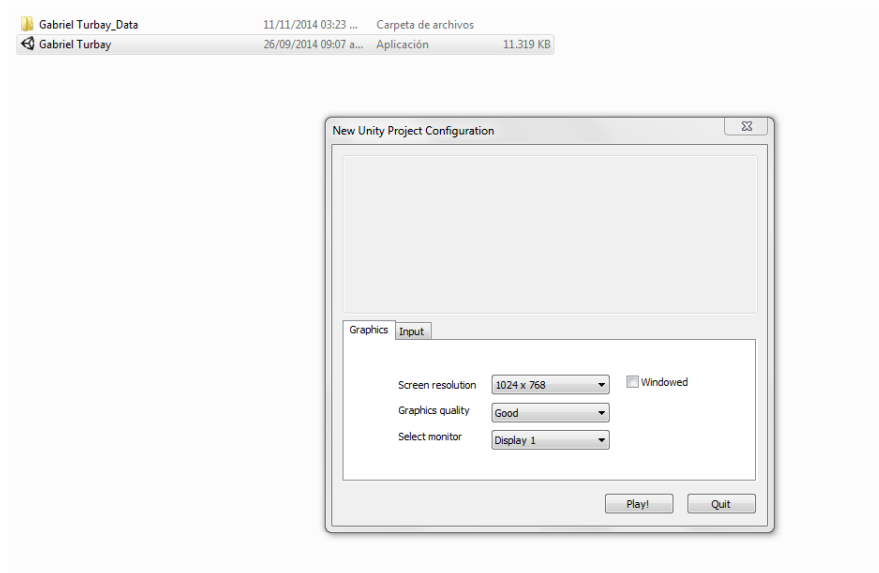 Gabriel Turbay_Data 11/11/2014 03:23 ... Carpeta de archivos
Gabriel Turbay 26/09/2014 09:07 a... Aplicación 11.319 KB
New Unity Project Configuration
Graphics Input
Screen resolution 1024 x 768 Windowed
Graphics quality Good
Select monitor Display 1
Play! Quit